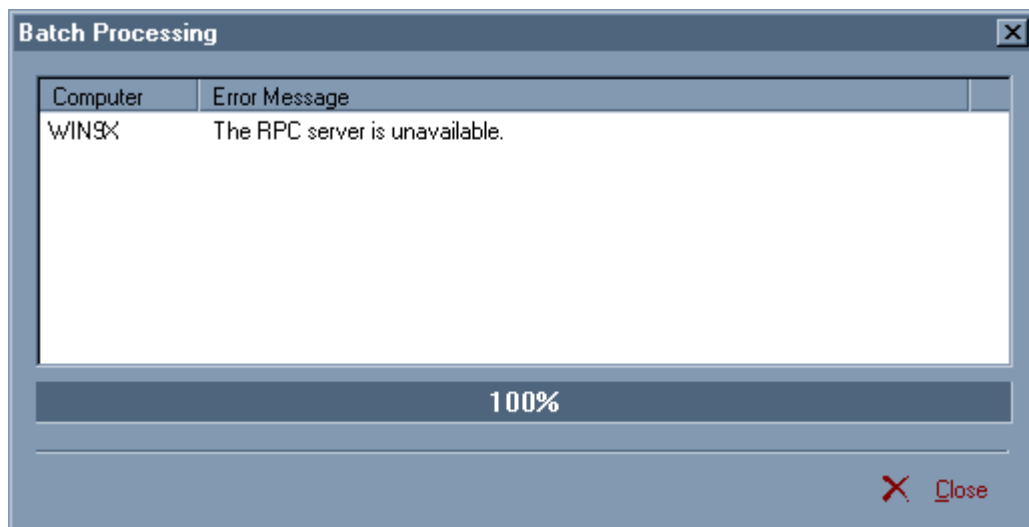 Batch Processing
Computer Error Message
WIN9X The RPC server is unavailable.
100%
Close